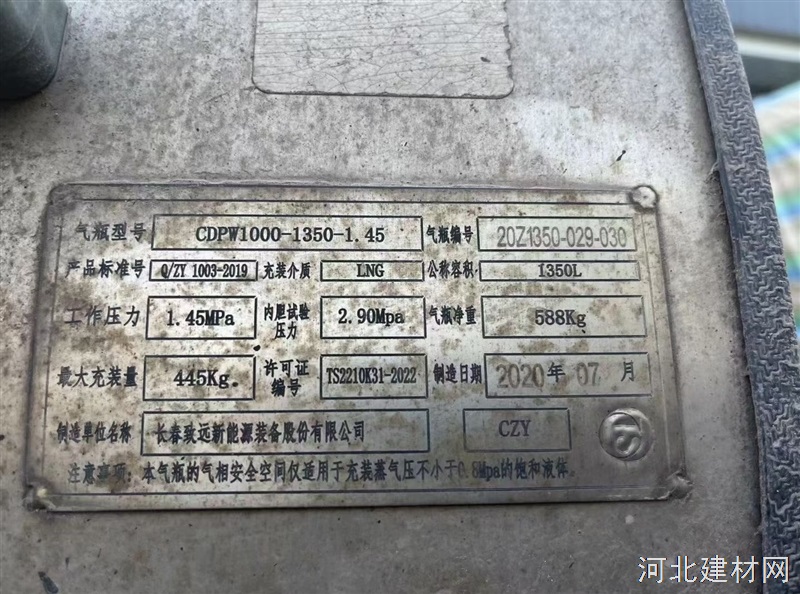 气瓶型号 CDPW1000-1350-1.45 气瓶编号 20Z1350-029-030
产品标准号 Q/ZY 1003-2019 充装介质 LNG 公称容积 1350L
工作压力 1.45MPa 内胆试验压力 2.90Mpa 气瓶净重 588Kg
最大充装量 445Kg 许可证编号 TS2210K31-2022 制造日期 2020年 07 月
制造单位名称 长春致远新能源装备股份有限公司 CZY TS
注意事项: 本气瓶的气相安全空间仅适用于充装蒸气压不小于0.8Mpa的饱和液体。
河北建材网